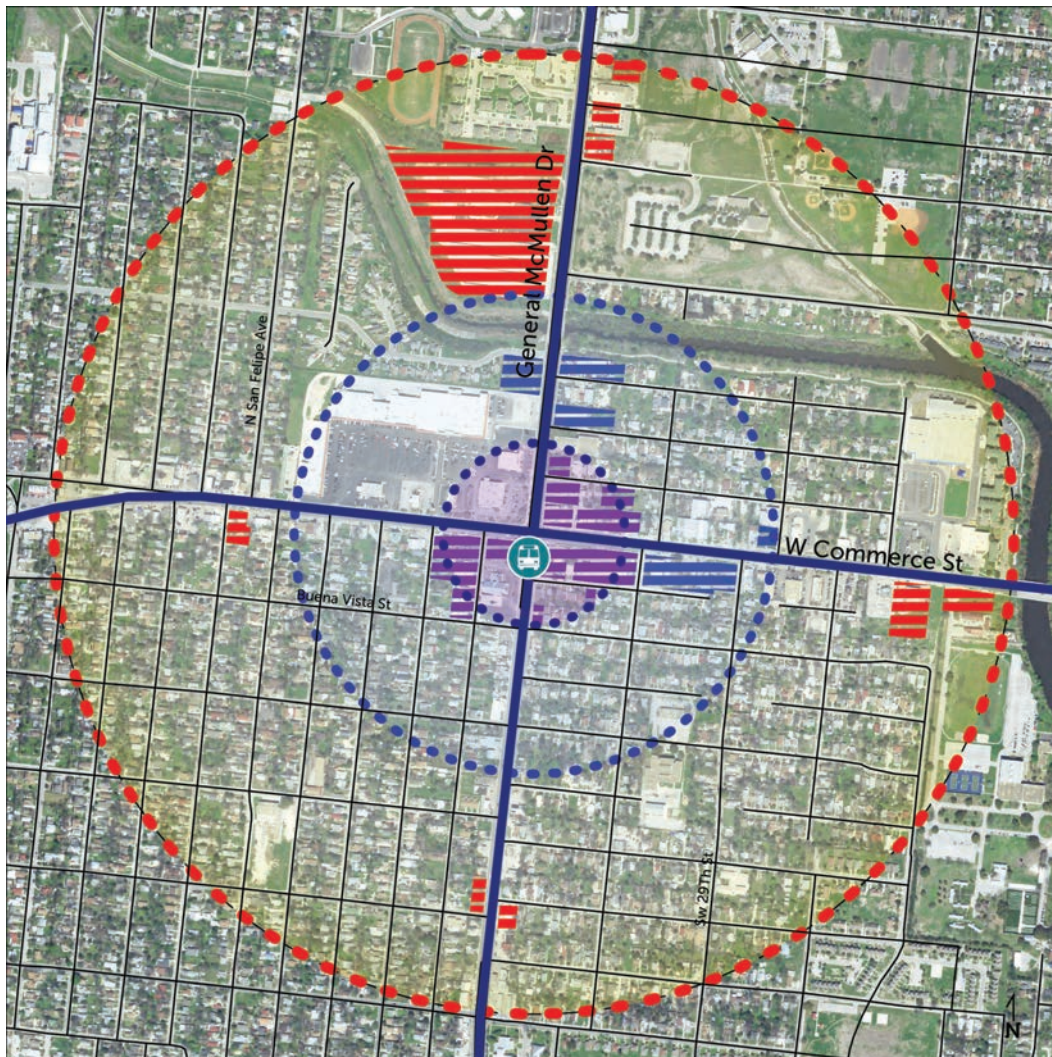 General McMullen Dr
N San Felipe Ave
W Commerce St
Buena Vista St
Sw 29Th St
N